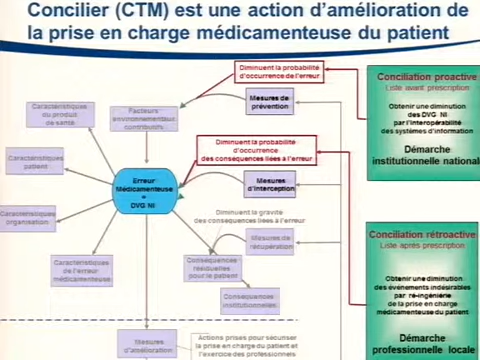 Concilier (CTM) est une action d’amélioration de
la prise en charge médicamenteuse du patient
Diminuent la probabilité
d'occurrence de l'erreur
Conciliation proactive
Liste avant prescription
Obtenir une diminution
des DVG NI
par l'interopérabilité
des systèmes d'information
Démarche
institutionnelle nationale
Caractéristiques
du produit
de santé
Facteurs
environnementaux
contributifs
Mesures de
prévention
Diminuent la probabilité
d'occurrence
des conséquences liées à l'erreur
Caractéristiques
patient
Erreur
Médicamenteuse
=
DVG NI
Mesures
d'interception
Caractéristiques
organisation
Diminuent la gravité
des conséquences liées à l'erreur
Mesures de
récupération
Conciliation rétroactive
Liste après prescription
Caractéristiques
de l'erreur
médicamenteuse
Conséquences
résiduelles
pour le patient
Conséquences
institutionnelles
Obtenir une diminution
des événements indésirables
par ré-ingénierie
de la prise en charge
médicamenteuse du patient
Démarche
professionnelle locale
Mesures
d'amélioration
Actions prises pour sécuriser
la prise en charge du patient et
l'exercice des professionnels